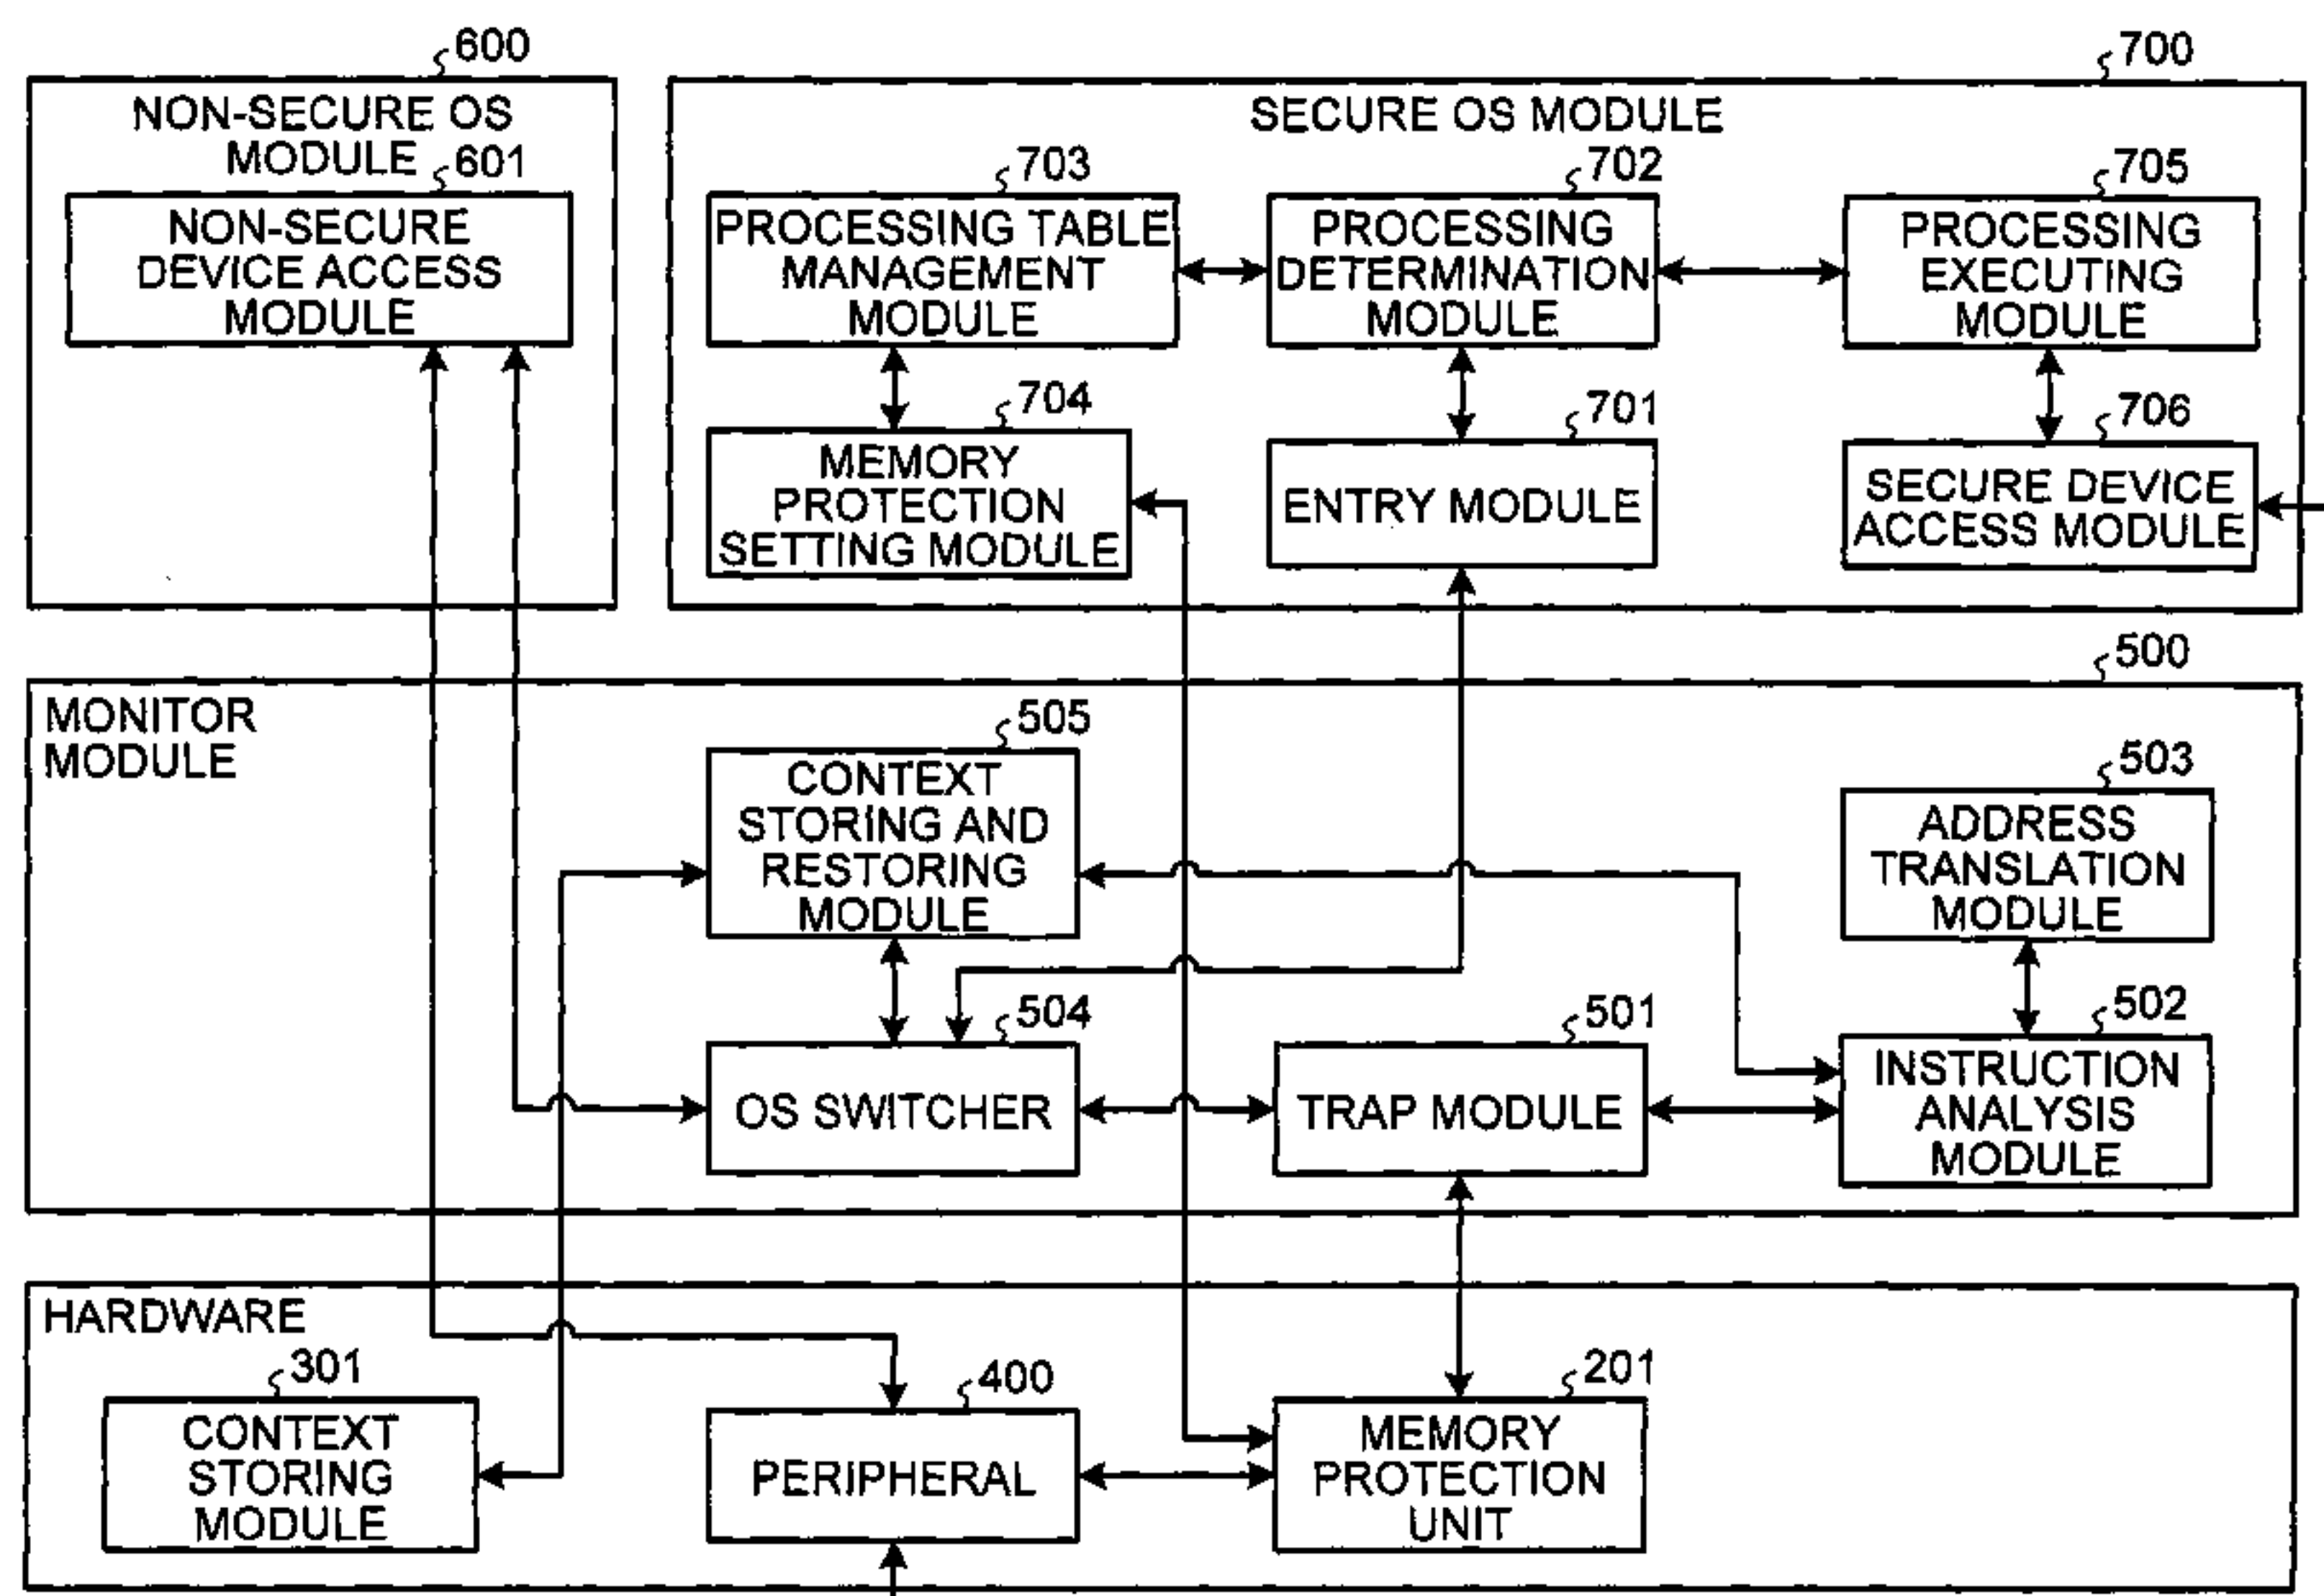 600
NON-SECURE OS
MODULE
601
NON-SECURE
DEVICE ACCESS
MODULE
700
SECURE OS MODULE
703
PROCESSING TABLE
MANAGEMENT
MODULE
702
PROCESSING
DETERMINATION
MODULE
705
PROCESSING
EXECUTING
MODULE
704
MEMORY
PROTECTION
SETTING MODULE
701
ENTRY MODULE
706
SECURE DEVICE
ACCESS MODULE
500
MONITOR
MODULE
505
CONTEXT
STORING AND
RESTORING
MODULE
503
ADDRESS
TRANSLATION
MODULE
504
OS SWITCHER
501
TRAP MODULE
502
INSTRUCTION
ANALYSIS
MODULE
HARDWARE
301
CONTEXT
STORING
MODULE
400
PERIPHERAL
201
MEMORY
PROTECTION
UNIT